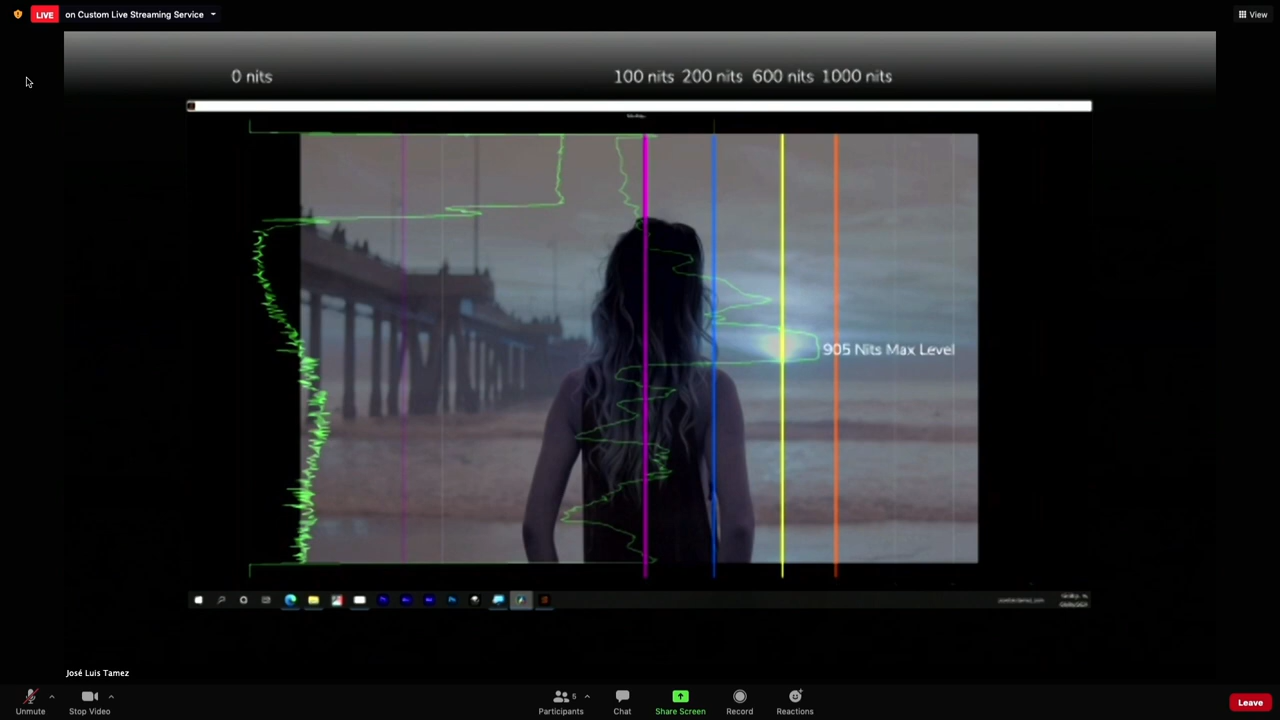 LIVE on Custom Live Streaming Service
View
0 nits 100 nits 200 nits 600 nits 1000 nits
905 Nits Max Level
José Luis Tamez
Unmute
Stop Video
Participants 5
Chat
Share Screen
Record
Reactions
Leave